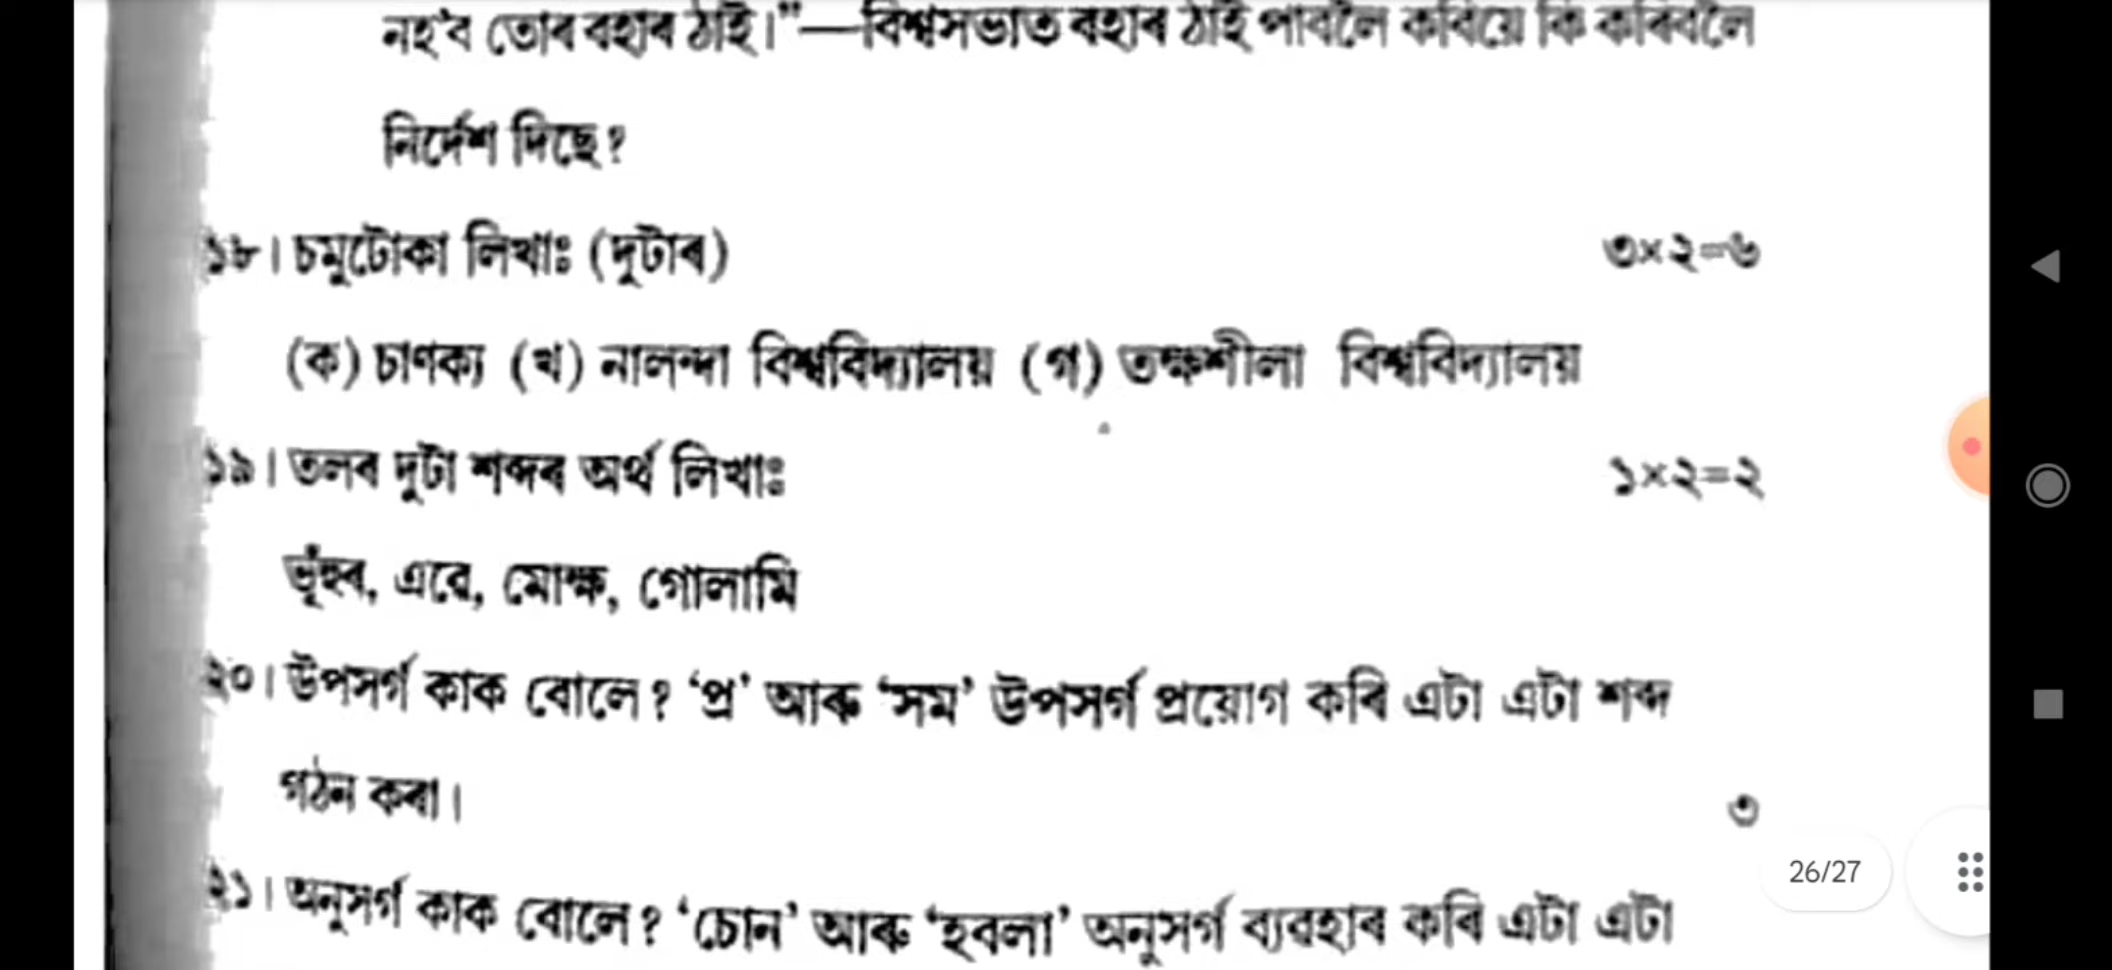 নহ'ব তোৰ বহাৰ ঠাই।"—বিশ্বসভাত বহাৰ ঠাই পাবলৈ কবিয়ে কি কৰিবলৈ
নিৰ্দেশ দিছে?
১৮। চমুটোকা লিখাঃ (দুটাৰ) ৩×২=৬
(ক) চাণক্য (খ) নালন্দা বিশ্ববিদ্যালয় (গ) তক্ষশীলা বিশ্ববিদ্যালয়
১৯। তলৰ দুটা শব্দৰ অৰ্থ লিখাঃ ১×২=২
এৰে, মোক্ষ, গোলামি
২০। উপসৰ্গ কাক বোলে? ‘প্ৰ’ আৰু ‘সম’ উপসৰ্গ প্ৰয়োগ কৰি এটা এটা শব্দ
গঠন কৰা। ৩
২১। অনুসৰ্গ কাক বোলে? ‘চোন’ আৰু ‘হবলা’ অনুসৰ্গ ব্যৱহাৰ কৰি এটা এটা
26/27